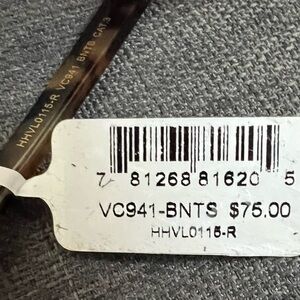 HHVL0115-R VC941 BNTS CAT.3
7 81268 81620 5
VC941-BNTS $75.00
HHVL0115-R